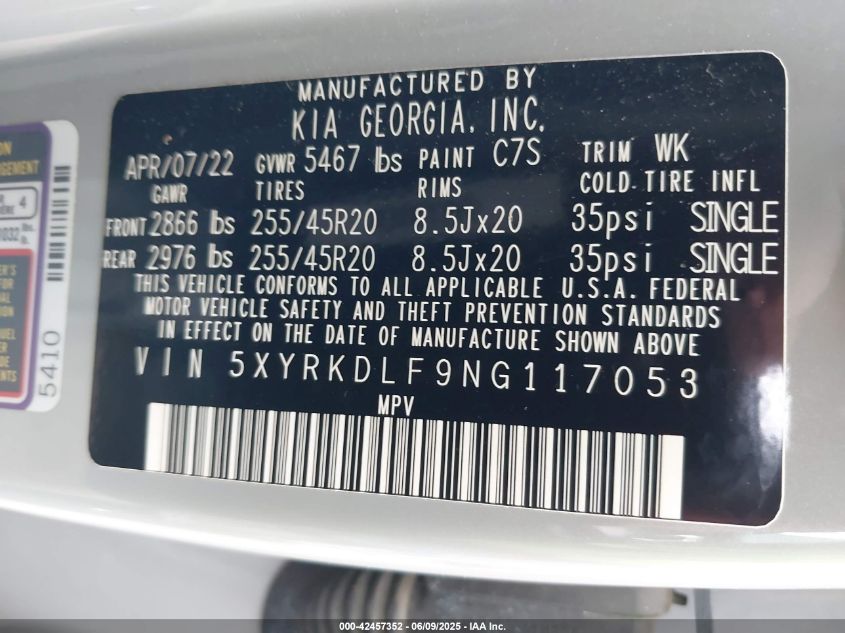 MANUFACTURED BY
KIA GEORGIA, INC.
APR/07/22 GVWR 5467 lbs PAINT C7S TRIM WK
GAWR TIRES RIMS COLD TIRE INFL
FRONT 2866 lbs 255/45R20 8.5Jx20 35psi SINGLE
REAR 2976 lbs 255/45R20 8.5Jx20 35psi SINGLE
THIS VEHICLE CONFORMS TO ALL APPLICABLE U.S.A. FEDERAL
MOTOR VEHICLE SAFETY AND THEFT PREVENTION STANDARDS
IN EFFECT ON THE DATE OF MANUFACTURE SHOWN ABOVE
VIN 5XYRKDLF9NG117053
MPV
4
5410
000-42457352 | 06/09/2025 - IAA Inc.